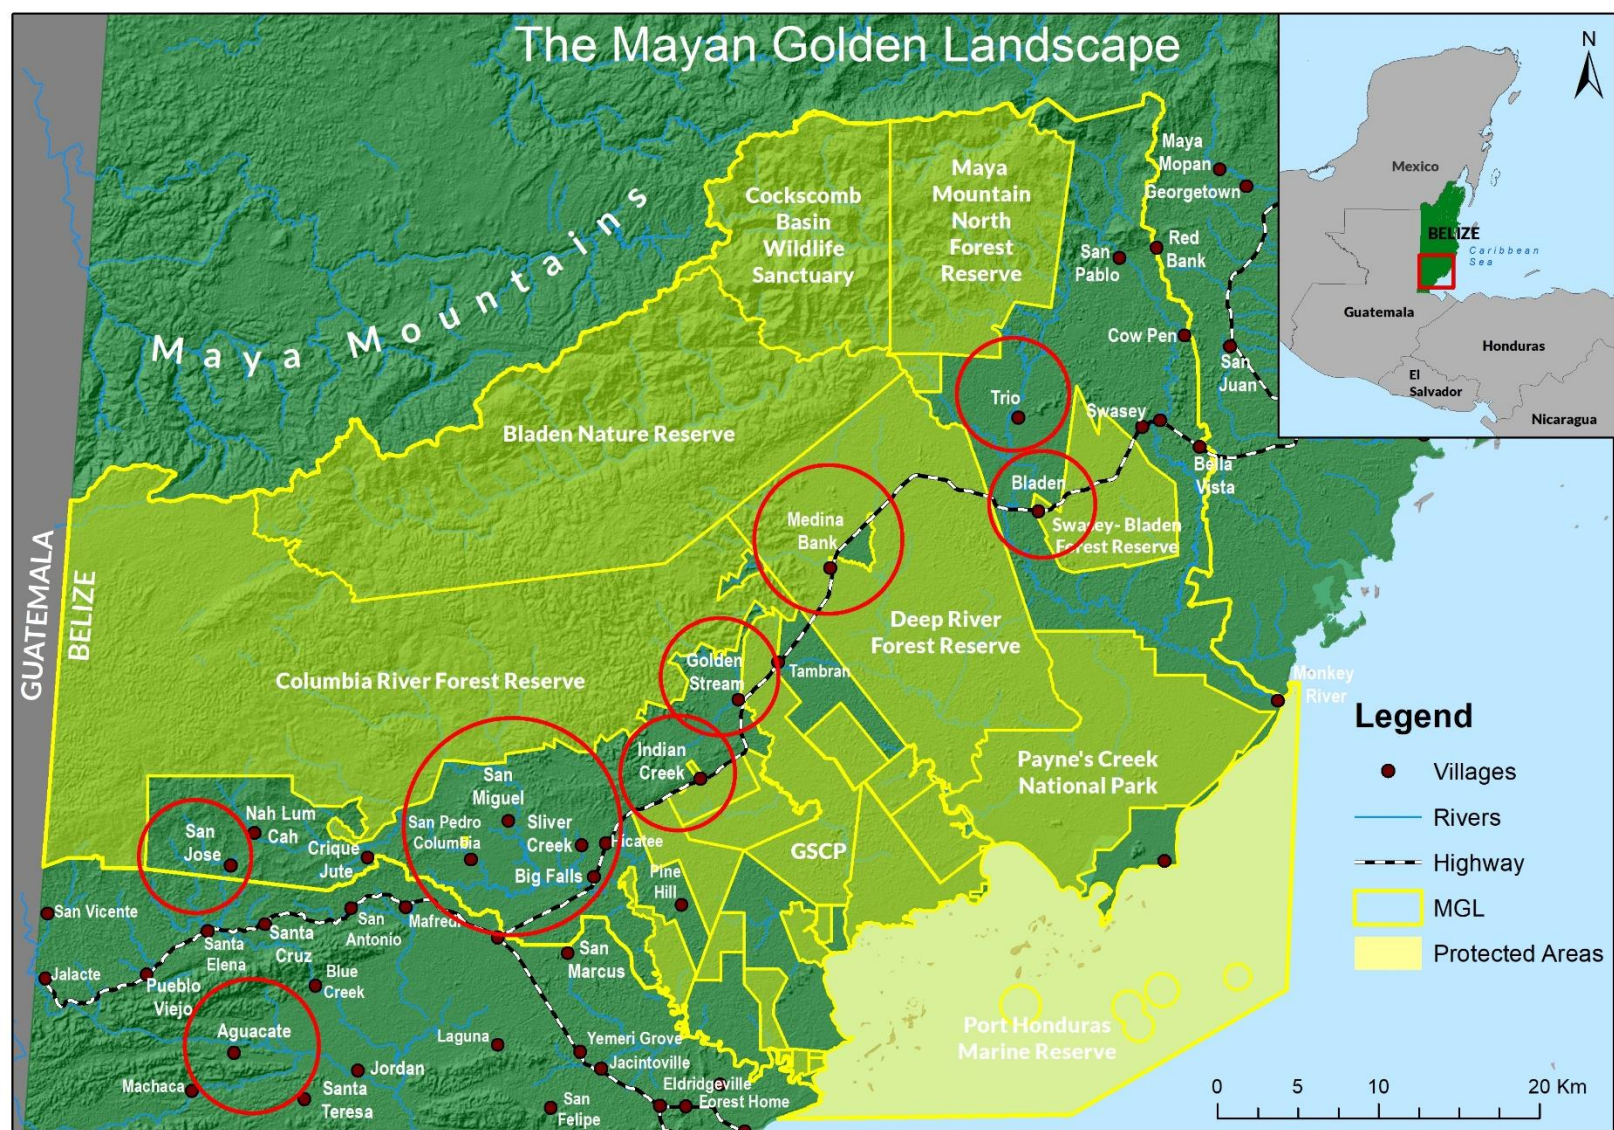 The Mayan Golden Landscape
N
Mexico
BELIZE
Caribbean
Sea
Guatemala
Honduras
El
Salvador
Nicaragua
Maya
Mopan
Georgetown
Maya Mountains
Cockscomb
Basin
Wildlife
Sanctuary
Maya
Mountain
North
Forest
Reserve
San
Pablo
Red
Bank
Cow Pen
San
Juan
Trio
Swasey
Bella
Vista
Bladen Nature Reserve
Bladen
Swasey- Bladen
Forest Reserve
Medina
Bank
GUATEMALA
BELIZE
Deep River
Forest Reserve
Columbia River Forest Reserve
Golden
Stream
Tambran
Monkey
River
Indian
Creek
Payne's Creek
National Park
San
Miguel
San Pedro
Columbia
Sliver
Creek
Hicatee
Big Falls
Nah Lum
Cah
San
Jose
Crique
Jute
GSCP
Pine
Hill
San Vicente
Santa
Elena
Santa
Cruz
San
Antonio
Mafredi
San
Marcus
Jalacte
Pueblo
Viejo
Blue
Creek
Aguacate
Laguna
Yemeri Grove
Jacintoville
Jordan
Machaca
Santa
Teresa
San
Felipe
Eldridgeville
Forest Home
Port Honduras
Marine Reserve
Legend
Villages
Rivers
Highway
MGL
Protected Areas
0 5 10 20 Km